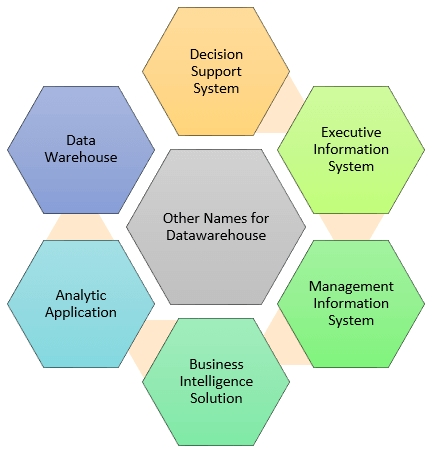 Decision
Support
System
Executive
Information
System
Management
Information
System
Business
Intelligence
Solution
Analytic
Application
Data
Warehouse
Other Names for
Datawarehouse